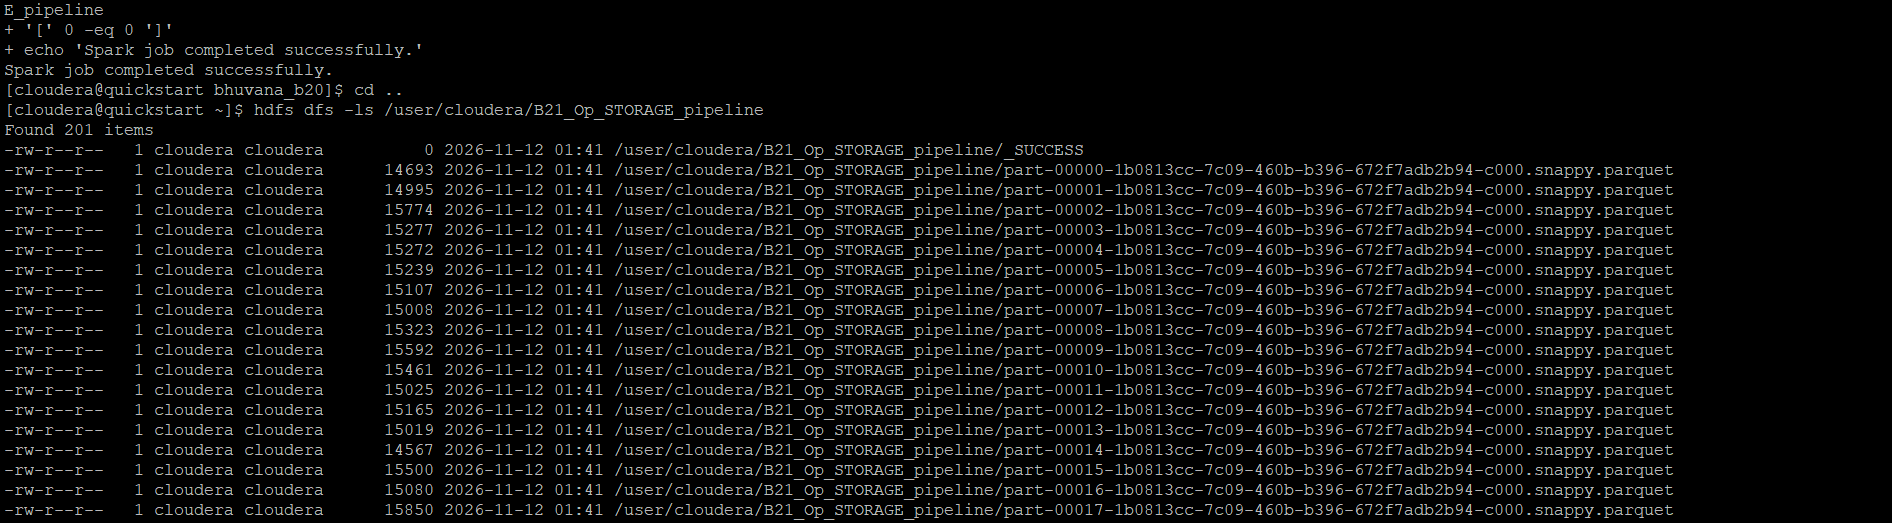 E_pipeline
+ '[' 0 -eq 0 ']'
+ echo 'Spark job completed successfully.'
Spark job completed successfully.
[cloudera@quickstart bhuvana_b20]$ cd ..
[cloudera@quickstart ~]$ hdfs dfs -ls /user/cloudera/B21_Op_STORAGE_pipeline
Found 201 items
-rw-r--r--   1 cloudera cloudera          0 2026-11-12 01:41 /user/cloudera/B21_Op_STORAGE_pipeline/_SUCCESS
-rw-r--r--   1 cloudera cloudera      14693 2026-11-12 01:41 /user/cloudera/B21_Op_STORAGE_pipeline/part-00000-1b0813cc-7c09-460b-b396-672f7adb2b94-c000.snappy.parquet
-rw-r--r--   1 cloudera cloudera      14995 2026-11-12 01:41 /user/cloudera/B21_Op_STORAGE_pipeline/part-00001-1b0813cc-7c09-460b-b396-672f7adb2b94-c000.snappy.parquet
-rw-r--r--   1 cloudera cloudera      15774 2026-11-12 01:41 /user/cloudera/B21_Op_STORAGE_pipeline/part-00002-1b0813cc-7c09-460b-b396-672f7adb2b94-c000.snappy.parquet
-rw-r--r--   1 cloudera cloudera      15277 2026-11-12 01:41 /user/cloudera/B21_Op_STORAGE_pipeline/part-00003-1b0813cc-7c09-460b-b396-672f7adb2b94-c000.snappy.parquet
-rw-r--r--   1 cloudera cloudera      15272 2026-11-12 01:41 /user/cloudera/B21_Op_STORAGE_pipeline/part-00004-1b0813cc-7c09-460b-b396-672f7adb2b94-c000.snappy.parquet
-rw-r--r--   1 cloudera cloudera      15239 2026-11-12 01:41 /user/cloudera/B21_Op_STORAGE_pipeline/part-00005-1b0813cc-7c09-460b-b396-672f7adb2b94-c000.snappy.parquet
-rw-r--r--   1 cloudera cloudera      15107 2026-11-12 01:41 /user/cloudera/B21_Op_STORAGE_pipeline/part-00006-1b0813cc-7c09-460b-b396-672f7adb2b94-c000.snappy.parquet
-rw-r--r--   1 cloudera cloudera      15008 2026-11-12 01:41 /user/cloudera/B21_Op_STORAGE_pipeline/part-00007-1b0813cc-7c09-460b-b396-672f7adb2b94-c000.snappy.parquet
-rw-r--r--   1 cloudera cloudera      15323 2026-11-12 01:41 /user/cloudera/B21_Op_STORAGE_pipeline/part-00008-1b0813cc-7c09-460b-b396-672f7adb2b94-c000.snappy.parquet
-rw-r--r--   1 cloudera cloudera      15592 2026-11-12 01:41 /user/cloudera/B21_Op_STORAGE_pipeline/part-00009-1b0813cc-7c09-460b-b396-672f7adb2b94-c000.snappy.parquet
-rw-r--r--   1 cloudera cloudera      15461 2026-11-12 01:41 /user/cloudera/B21_Op_STORAGE_pipeline/part-00010-1b0813cc-7c09-460b-b396-672f7adb2b94-c000.snappy.parquet
-rw-r--r--   1 cloudera cloudera      15025 2026-11-12 01:41 /user/cloudera/B21_Op_STORAGE_pipeline/part-00011-1b0813cc-7c09-460b-b396-672f7adb2b94-c000.snappy.parquet
-rw-r--r--   1 cloudera cloudera      15165 2026-11-12 01:41 /user/cloudera/B21_Op_STORAGE_pipeline/part-00012-1b0813cc-7c09-460b-b396-672f7adb2b94-c000.snappy.parquet
-rw-r--r--   1 cloudera cloudera      15019 2026-11-12 01:41 /user/cloudera/B21_Op_STORAGE_pipeline/part-00013-1b0813cc-7c09-460b-b396-672f7adb2b94-c000.snappy.parquet
-rw-r--r--   1 cloudera cloudera      14567 2026-11-12 01:41 /user/cloudera/B21_Op_STORAGE_pipeline/part-00014-1b0813cc-7c09-460b-b396-672f7adb2b94-c000.snappy.parquet
-rw-r--r--   1 cloudera cloudera      15500 2026-11-12 01:41 /user/cloudera/B21_Op_STORAGE_pipeline/part-00015-1b0813cc-7c09-460b-b396-672f7adb2b94-c000.snappy.parquet
-rw-r--r--   1 cloudera cloudera      15080 2026-11-12 01:41 /user/cloudera/B21_Op_STORAGE_pipeline/part-00016-1b0813cc-7c09-460b-b396-672f7adb2b94-c000.snappy.parquet
-rw-r--r--   1 cloudera cloudera      15850 2026-11-12 01:41 /user/cloudera/B21_Op_STORAGE_pipeline/part-00017-1b0813cc-7c09-460b-b396-672f7adb2b94-c000.snappy.parquet